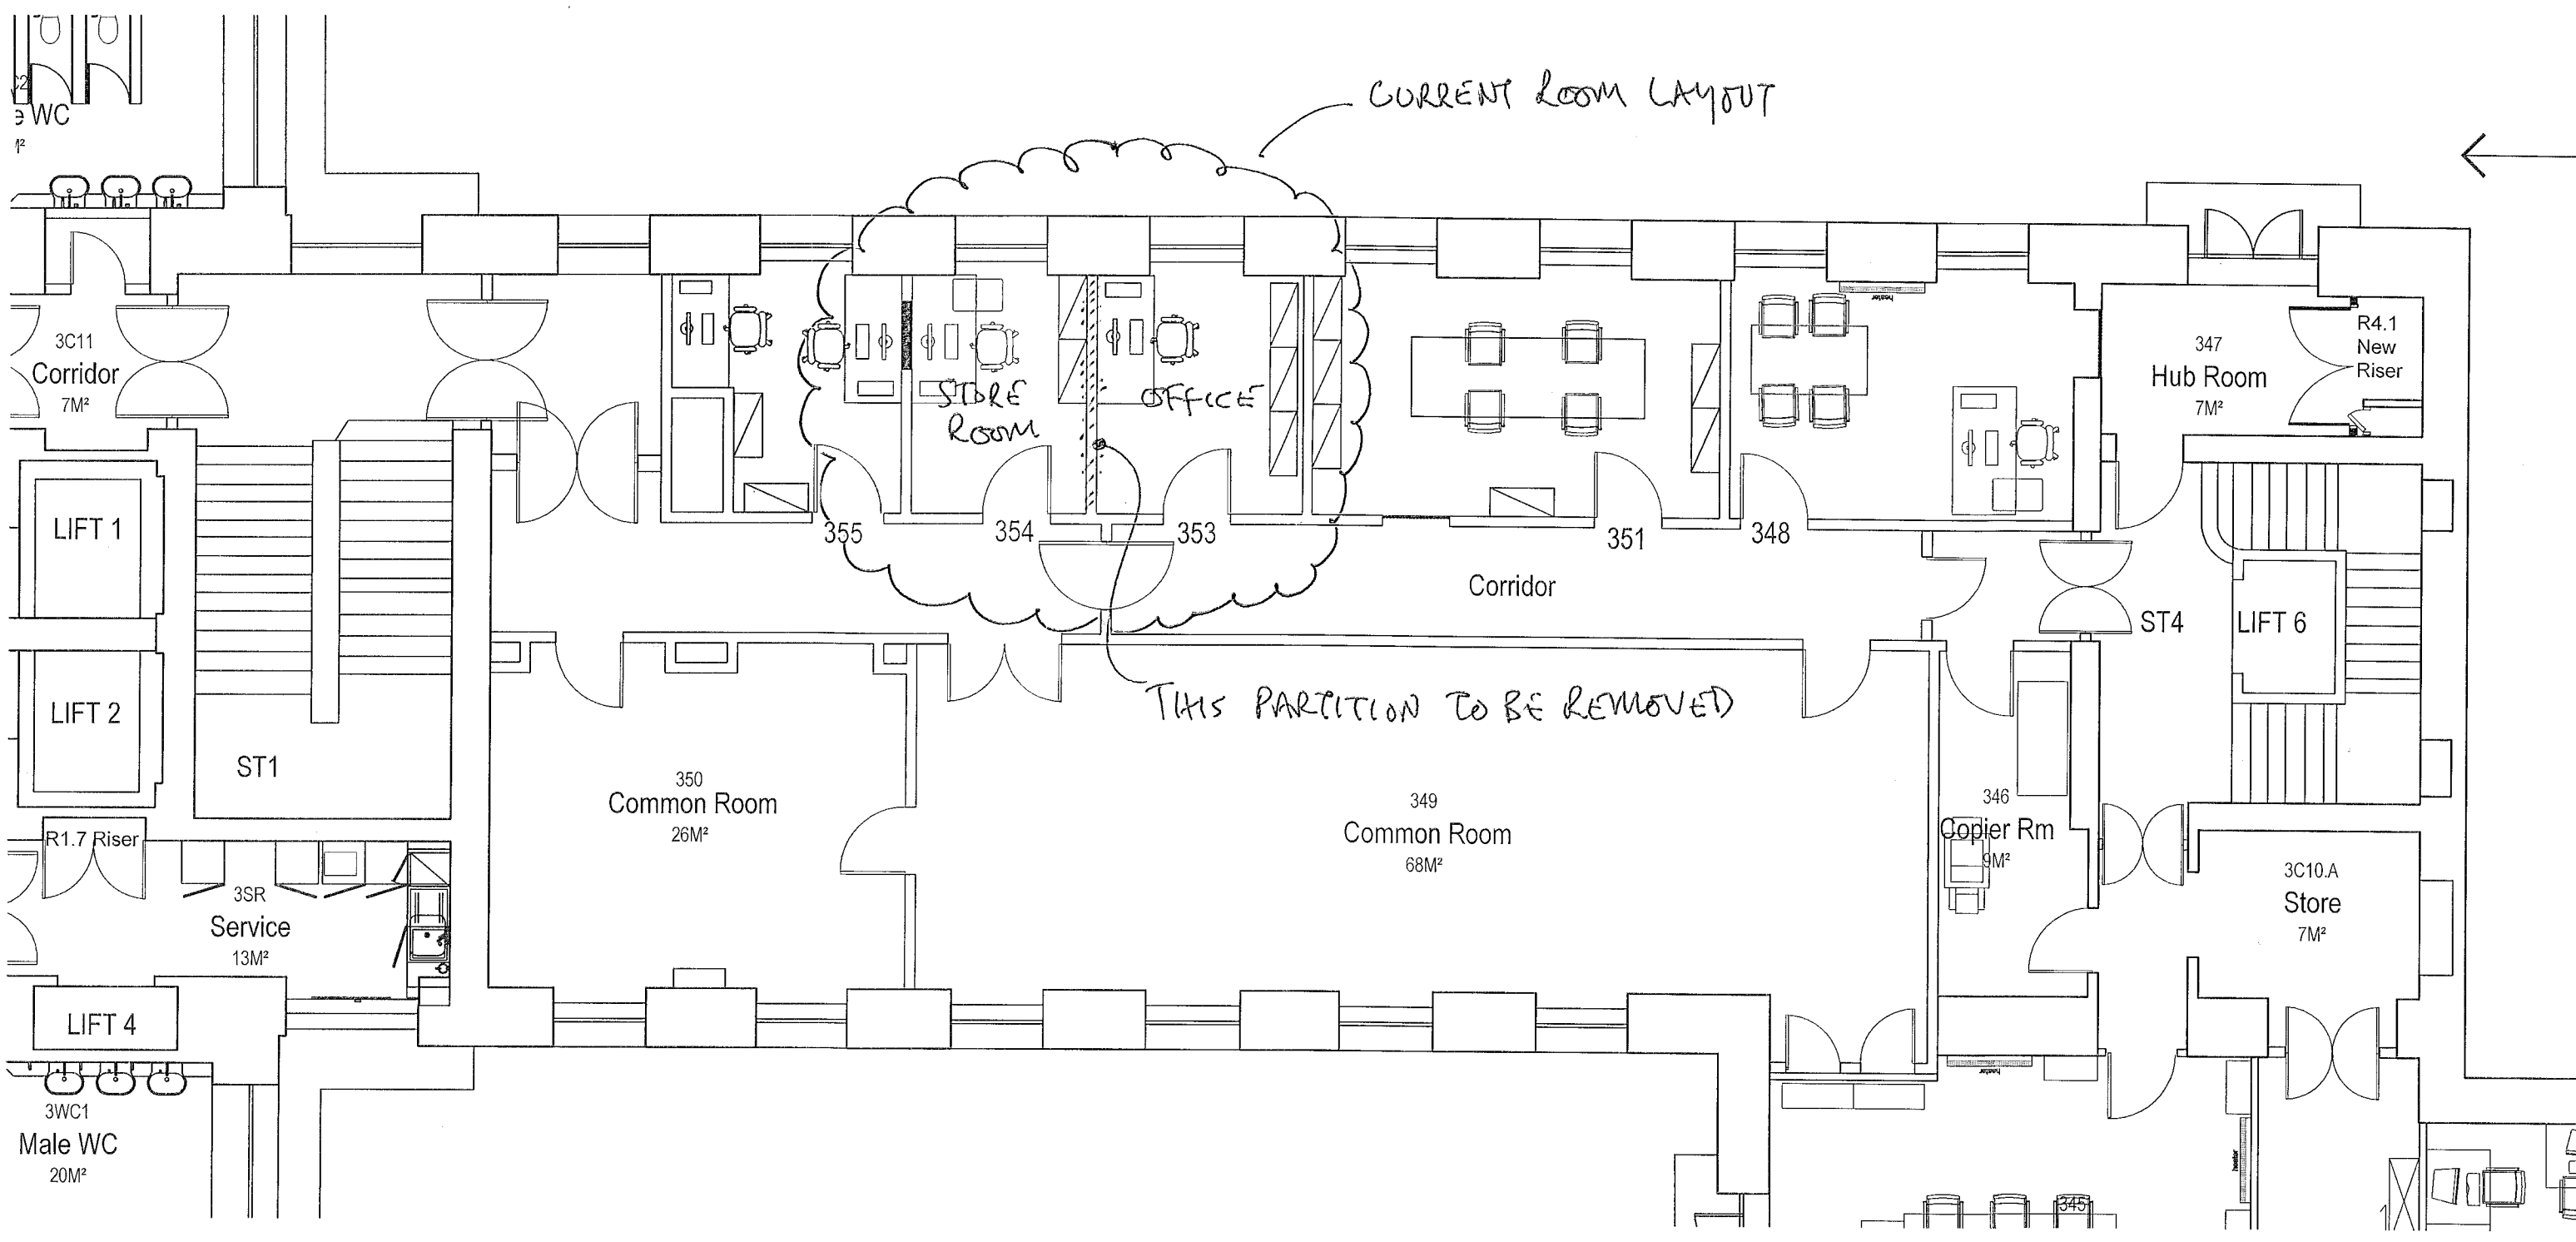 CURRENT ROOM LAYOUT
WC
3C11
Corridor
7M²
STORE
ROOM
OFFICE
heater
347
Hub Room
7M²
R4.1
New
Riser
LIFT 1
355
354
353
351
348
Corridor
ST4
LIFT 6
THIS PARTITION TO BE REMOVED
LIFT 2
ST1
350
Common Room
26M²
349
Common Room
68M²
346
Copier Rm
9M²
R1.7 Riser
3SR
Service
13M²
3C10.A
Store
7M²
LIFT 4
heater
3WC1
Male WC
20M²
heater
345